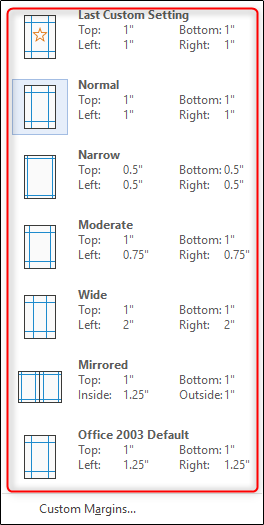 Last Custom Setting
Top: 1" Bottom: 1"
Left: 1" Right: 1"
Normal
Top: 1" Bottom: 1"
Left: 1" Right: 1"
Narrow
Top: 0.5" Bottom: 0.5"
Left: 0.5" Right: 0.5"
Moderate
Top: 1" Bottom: 1"
Left: 0.75" Right: 0.75"
Wide
Top: 1" Bottom: 1"
Left: 2" Right: 2"
Mirrored
Top: 1" Bottom: 1"
Inside: 1.25" Outside: 1"
Office 2003 Default
Top: 1" Bottom: 1"
Left: 1.25" Right: 1.25"
Custom Margins...